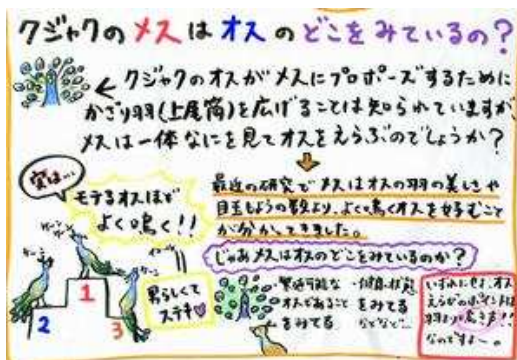 クジャクのメスはオスのどこをみているの？
← クジャクのオスがメスにプロポーズするために
かざり羽(上尾筒)を広げることは知られていますが、
メスは一体なにを見てオスをえらぶのでしょうか？
実は…
モテるオスほど
よく鳴く!!
最近の研究でメスはオスの羽の美しさや
目玉もようの数より、よく鳴くオスを好むこと
が分かってきました。
じゃあメスはオスのどこをみているのか？
1
2
3
男らしくて
ステキ
繁殖可能な
オスであること
をみてる
・健康状態
をみてる
などなど…
いずれにせよ、オス
えらびのポイントは
羽より鳴き声!!
なのですよ〜。